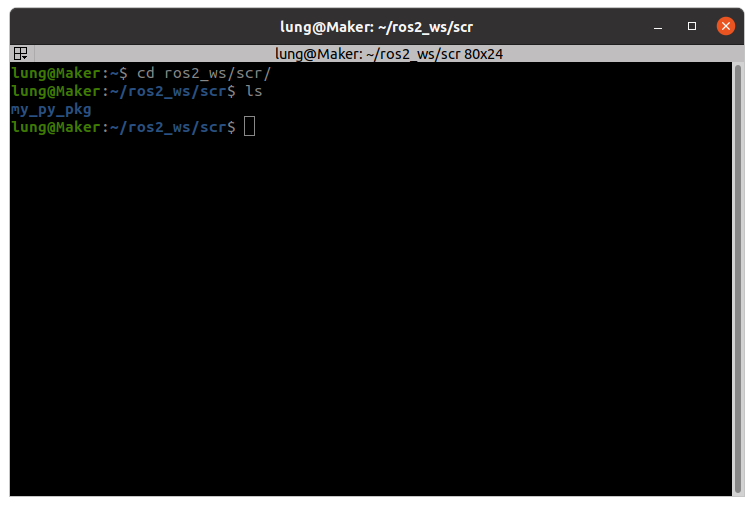 lung@Maker: ~/ros2_ws/scr
lung@Maker: ~/ros2_ws/scr 80x24
lung@Maker:~$ cd ros2_ws/scr/
lung@Maker:~/ros2_ws/scr$ ls
my_py_pkg
lung@Maker:~/ros2_ws/scr$